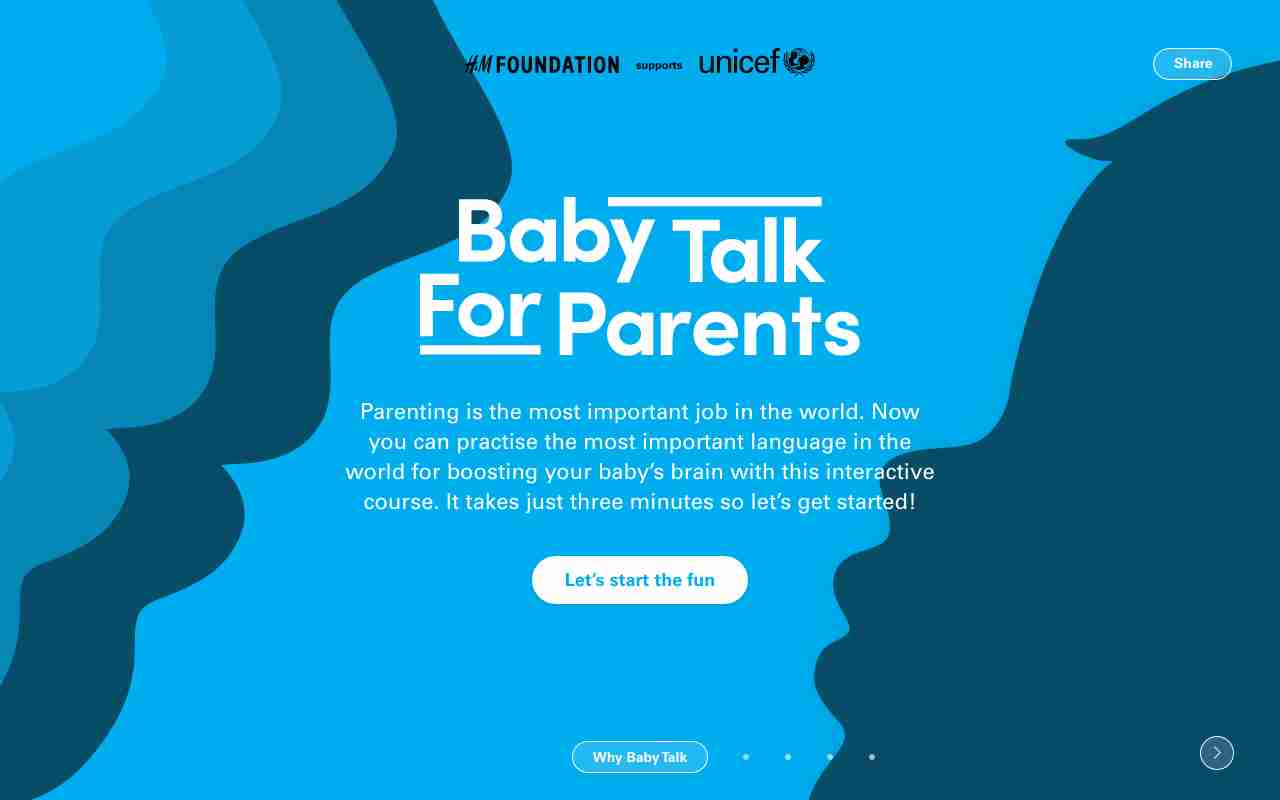 H&M FOUNDATION supports unicef
Share
Baby Talk
For Parents
Parenting is the most important job in the world. Now
you can practise the most important language in the
world for boosting your baby’s brain with this interactive
course. It takes just three minutes so let’s get started!
Let’s start the fun
Why Baby Talk